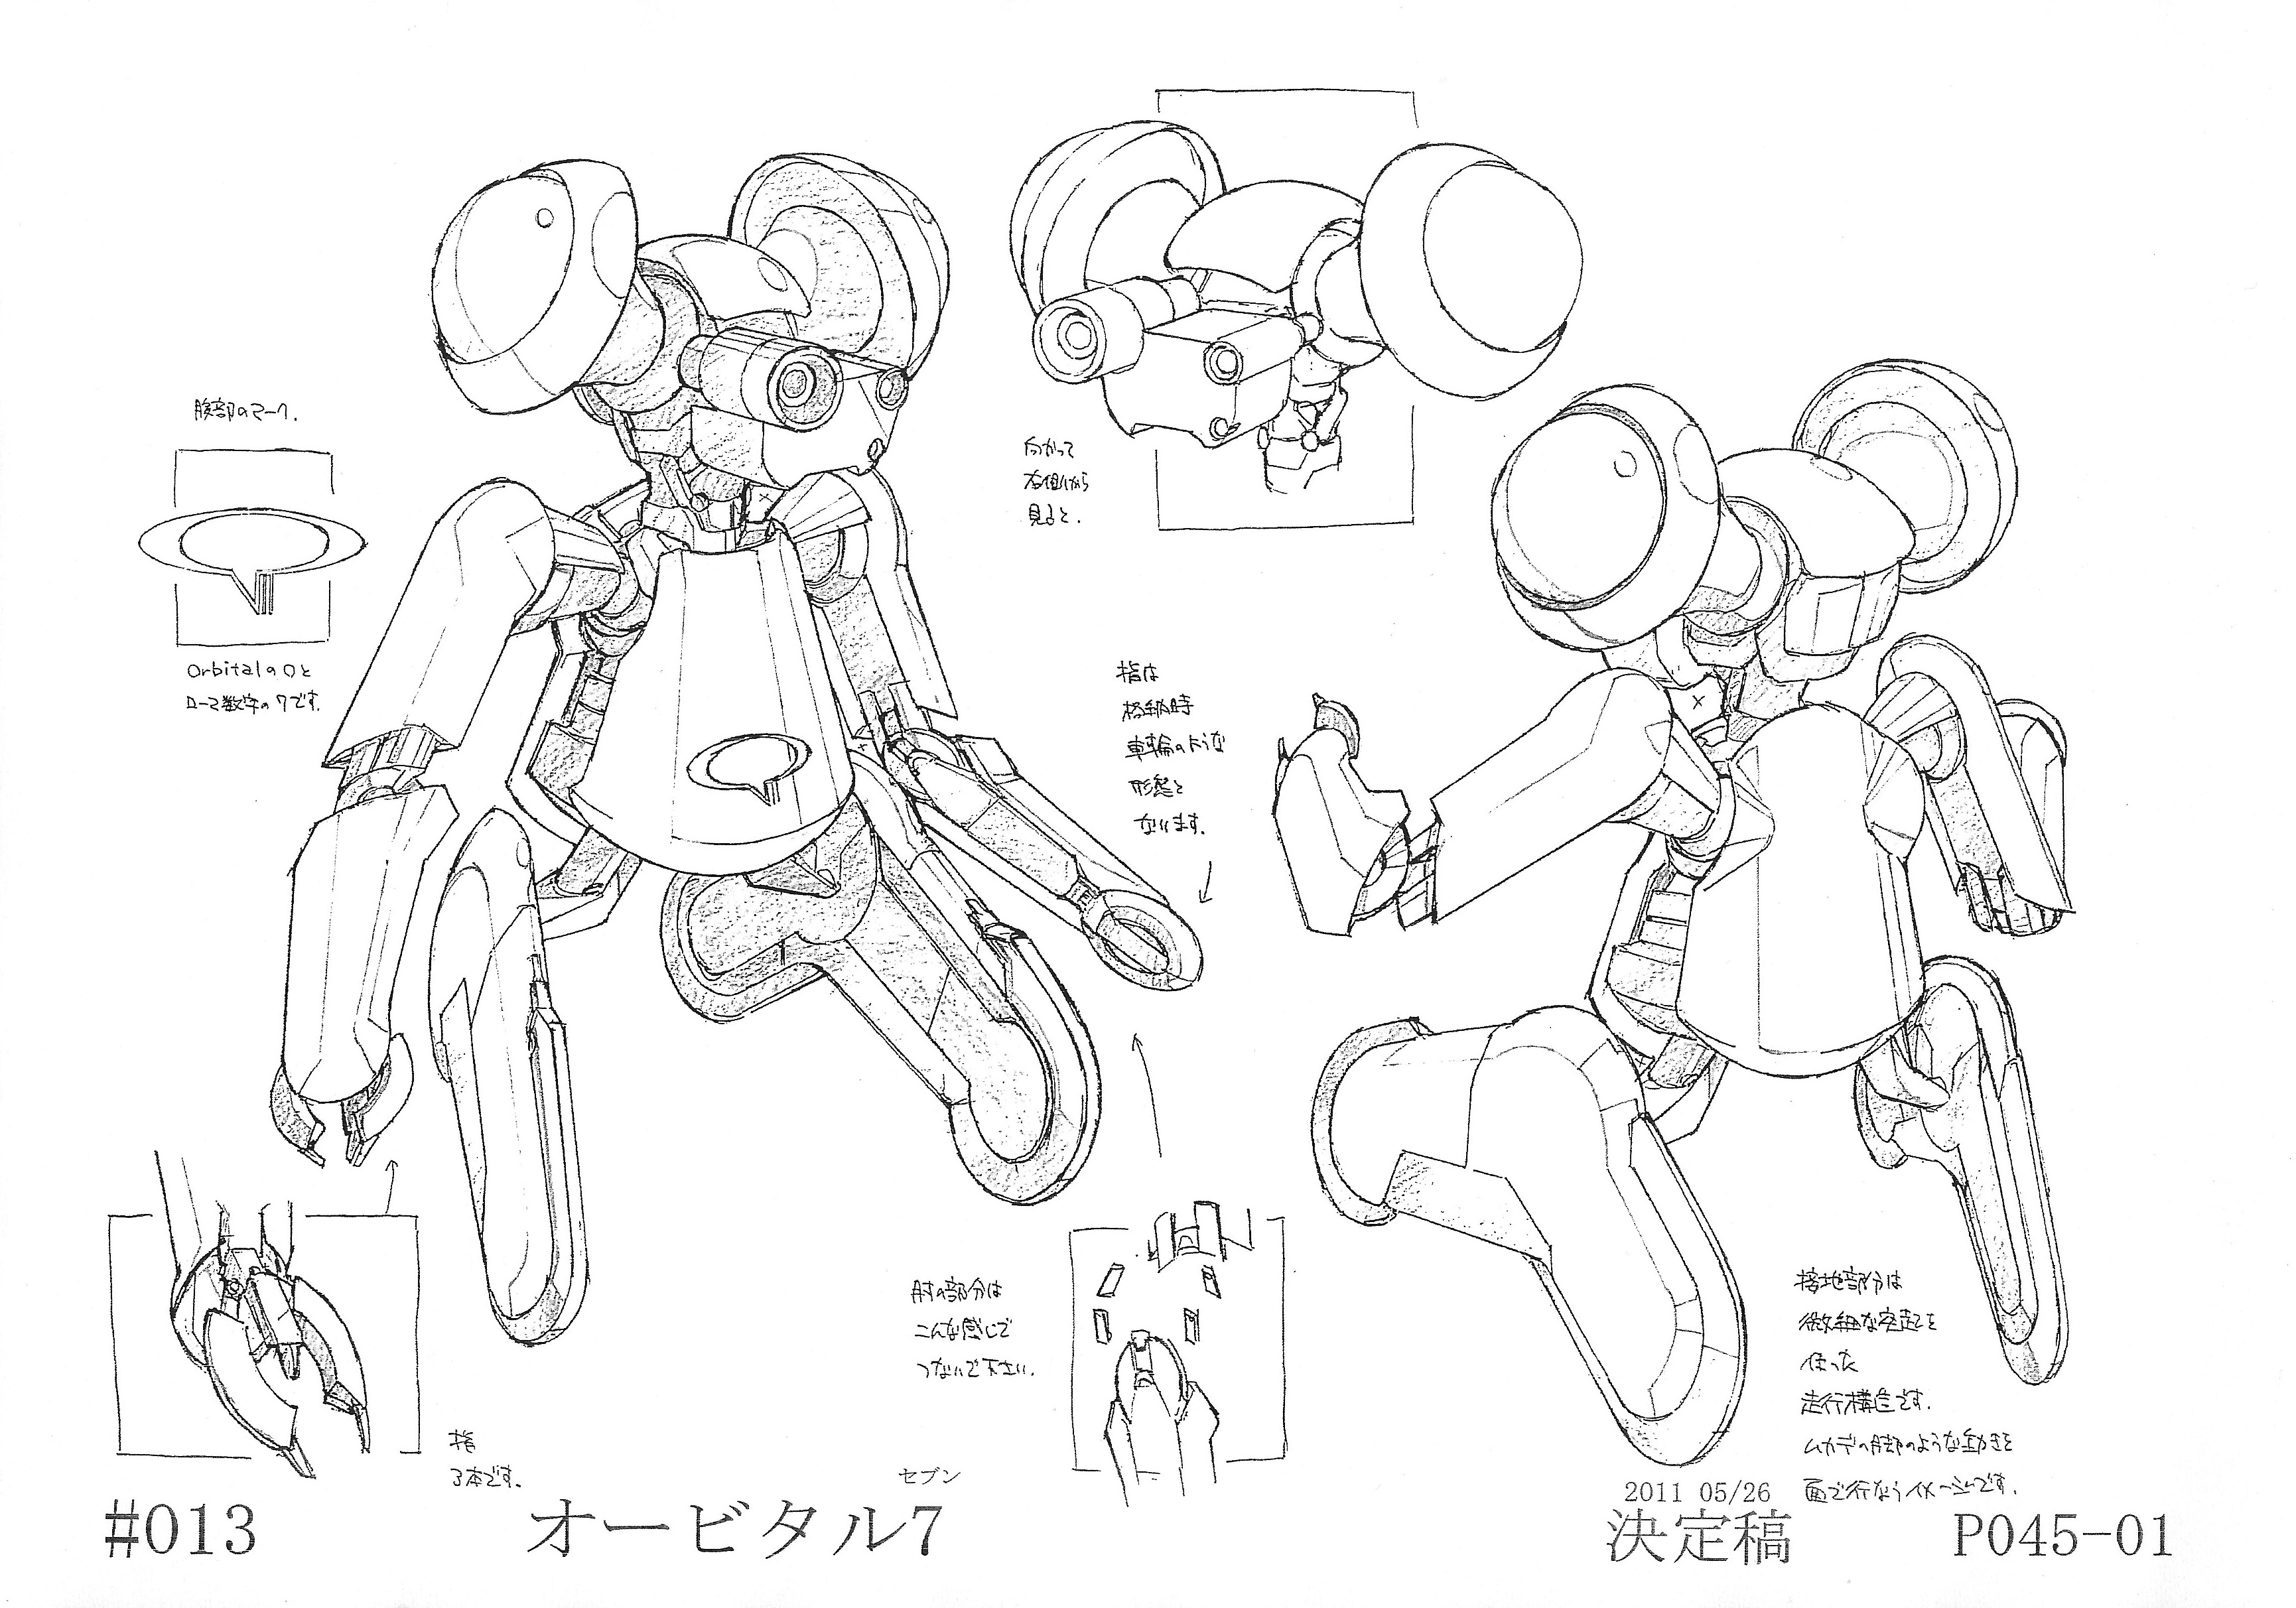 腹部のマーク.
OrbitalのOと
ローマ数字の7です.
向かって
右側から
見ると.
指は
格納時
車輪のような
形態と
なります.
肘の部分は
こんな感じで
つないで下さい.
指
3本です.
接地部分は
微細な突起を
使った
走行構造です.
ムカデの脚のような動きを
面で行なうイメージです.
#013
セブン
オービタル7
2011 05/26
決定稿
P045-01